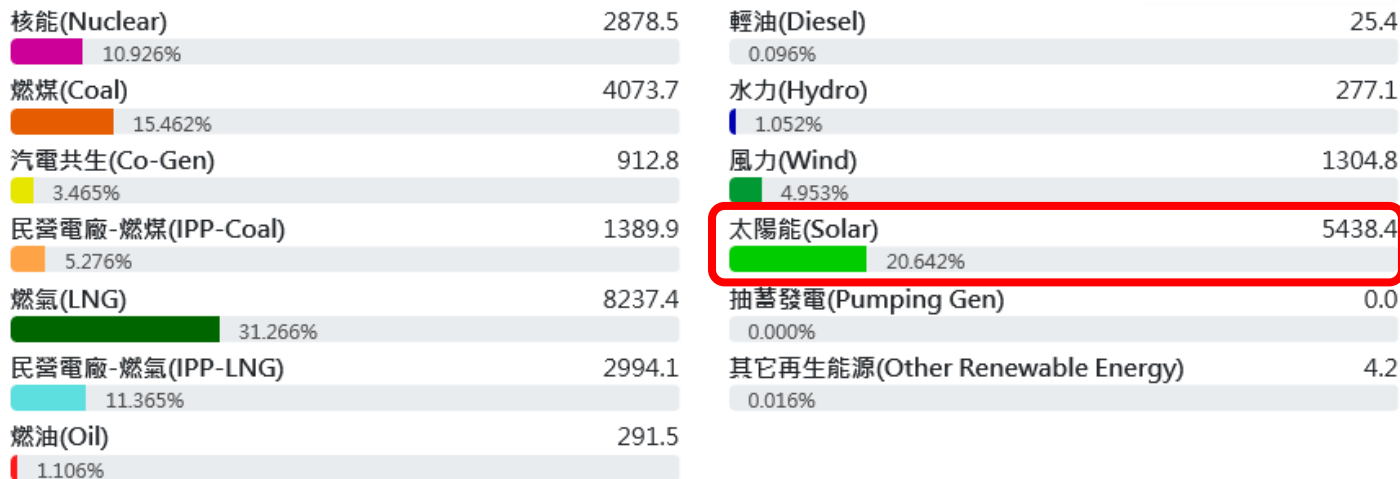 核能(Nuclear) 2878.5
10.926%
燃煤(Coal) 4073.7
15.462%
汽電共生(Co-Gen) 912.8
3.465%
民營電廠-燃煤(IPP-Coal) 1389.9
5.276%
燃氣(LNG) 8237.4
31.266%
民營電廠-燃氣(IPP-LNG) 2994.1
11.365%
燃油(Oil) 291.5
1.106%
輕油(Diesel) 25.4
0.096%
水力(Hydro) 277.1
1.052%
風力(Wind) 1304.8
4.953%
太陽能(Solar) 5438.4
20.642%
抽蓄發電(Pumping Gen) 0.0
0.000%
其它再生能源(Other Renewable Energy) 4.2
0.016%